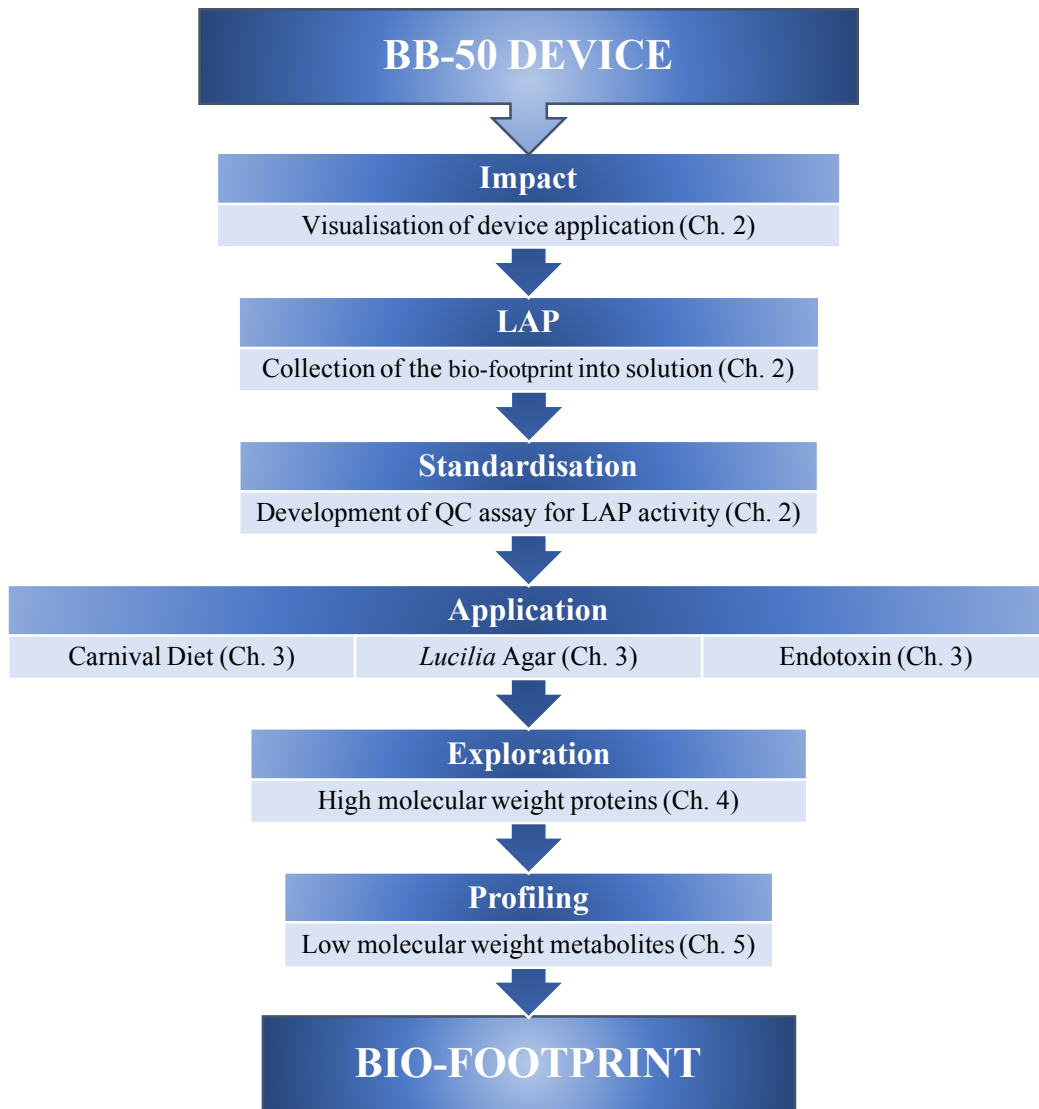 BB-50 DEVICE
Impact
Visualisation of device application (Ch. 2)
LAP
Collection of the bio-footprint into solution (Ch. 2)
Standardisation
Development of QC assay for LAP activity (Ch. 2)
Application
Carnival Diet (Ch. 3)
Lucilia Agar (Ch. 3)
Endotoxin (Ch. 3)
Exploration
High molecular weight proteins (Ch. 4)
Profiling
Low molecular weight metabolites (Ch. 5)
BIO-FOOTPRINT